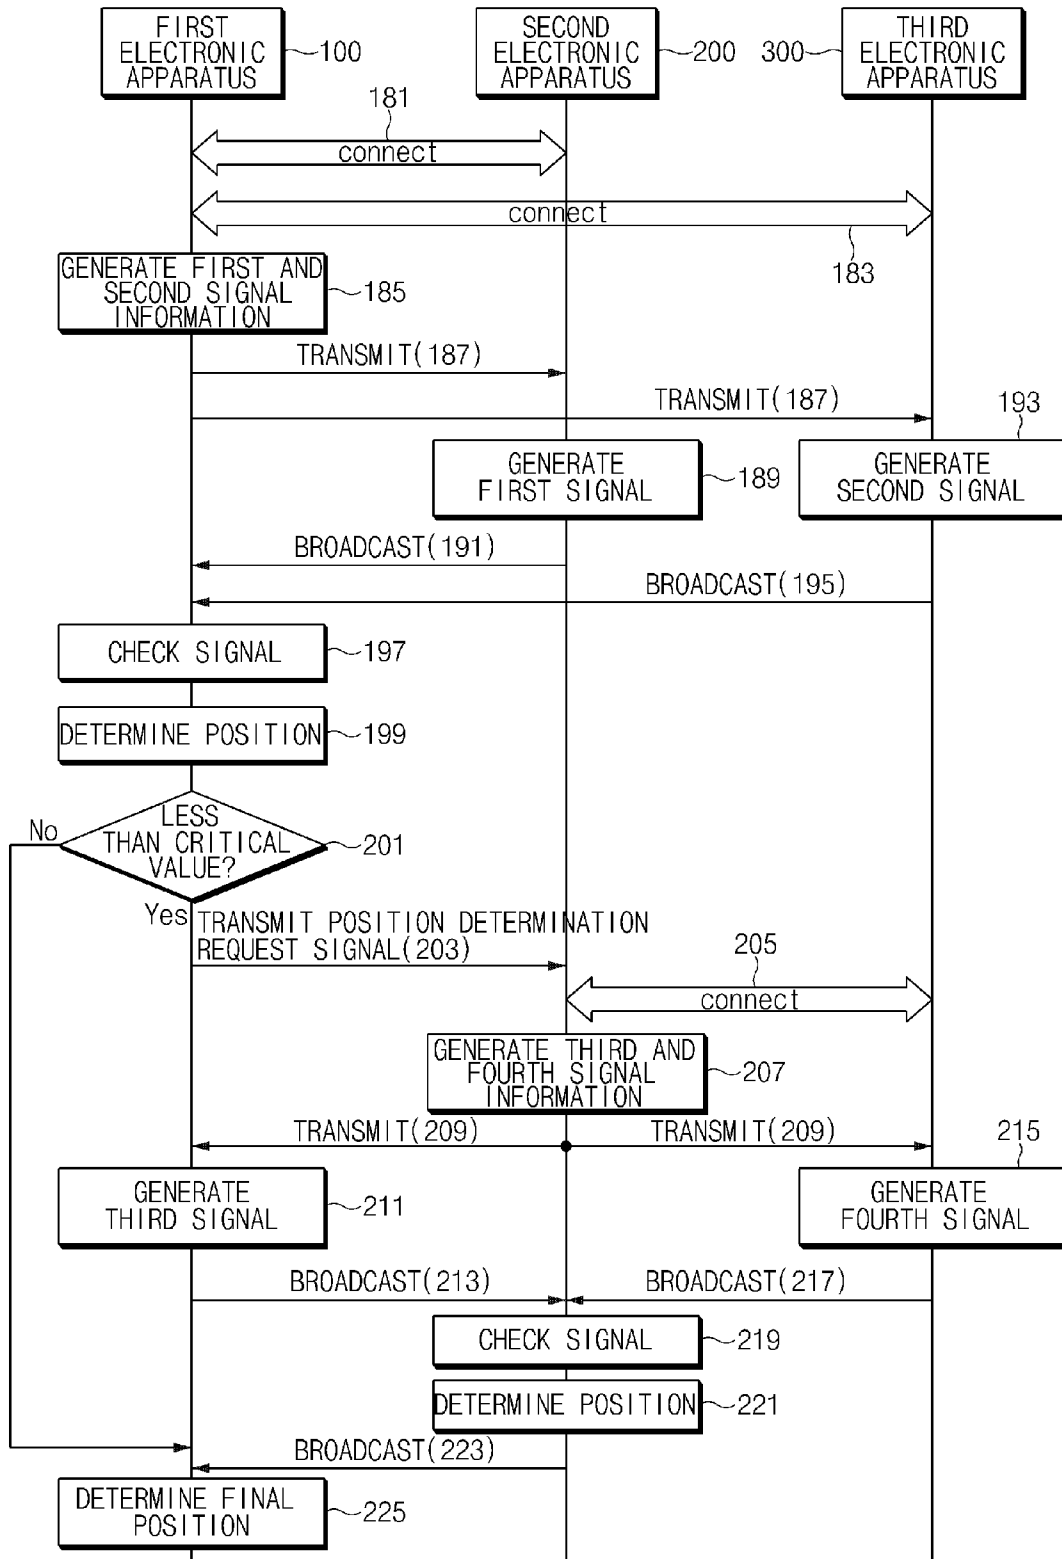 FIRST
ELECTRONIC
APPARATUS
100
SECOND
ELECTRONIC
APPARATUS
200
300
THIRD
ELECTRONIC
APPARATUS
181
connect
connect
183
GENERATE FIRST AND
SECOND SIGNAL
INFORMATION
185
TRANSMIT(187)
TRANSMIT(187)
193
GENERATE
FIRST SIGNAL
189
GENERATE
SECOND SIGNAL
BROADCAST(191)
BROADCAST(195)
CHECK SIGNAL
197
DETERMINE POSITION
199
LESS
THAN CRITICAL
VALUE?
201
No
Yes
TRANSMIT POSITION DETERMINATION
REQUEST SIGNAL(203)
205
connect
GENERATE THIRD AND
FOURTH SIGNAL
INFORMATION
207
TRANSMIT(209)
TRANSMIT(209)
215
GENERATE
THIRD SIGNAL
211
GENERATE
FOURTH SIGNAL
BROADCAST(213)
BROADCAST(217)
CHECK SIGNAL
219
DETERMINE POSITION
221
BROADCAST(223)
DETERMINE FINAL
POSITION
225